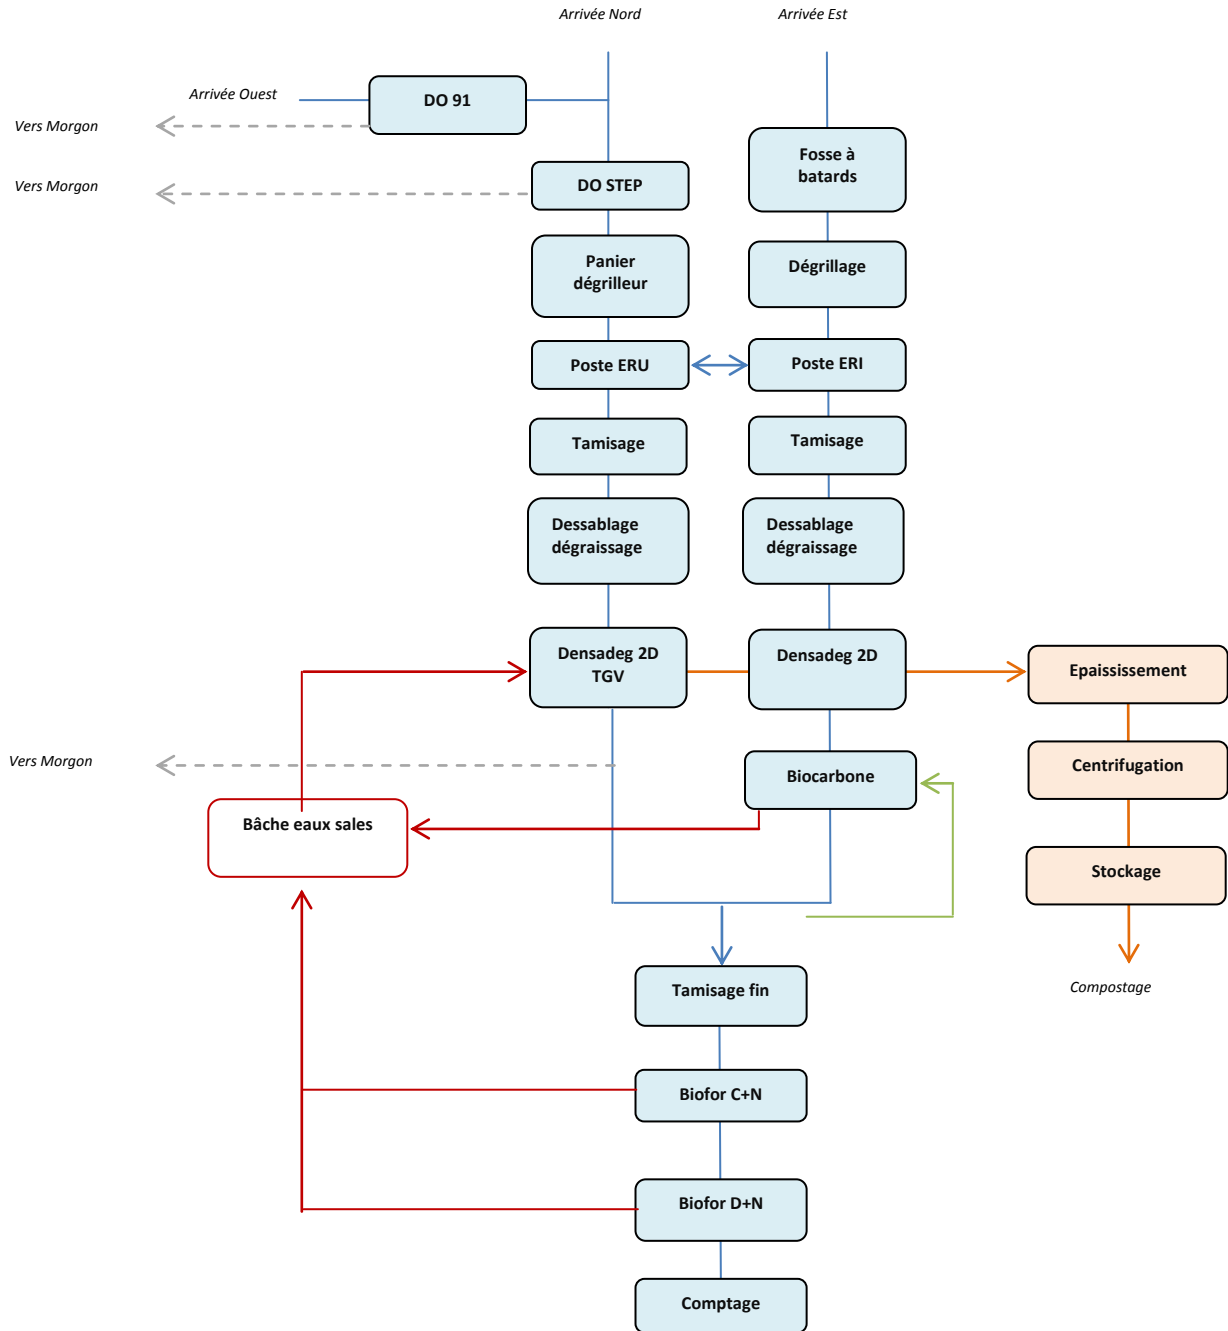 Arrivée Nord
Arrivée Est
Arrivée Ouest
DO 91
Vers Morgon
Fosse à
batards
Vers Morgon
DO STEP
Panier
dégrilleur
Dégrillage
Poste ERU
Poste ERI
Tamisage
Tamisage
Dessablage
dégraissage
Dessablage
dégraissage
Densadeg 2D
TGV
Densadeg 2D
Epaississement
Vers Morgon
Biocarbone
Centrifugation
Bâche eaux sales
Stockage
Tamisage fin
Compostage
Biofor C+N
Biofor D+N
Comptage